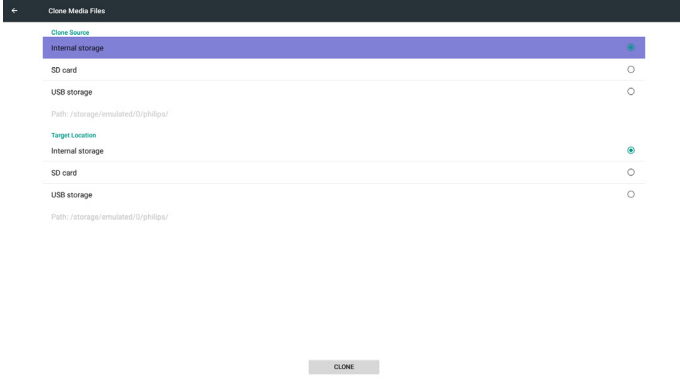 Clone Media Files
Clone Source
Internal storage
SD card
USB storage
Path: /storage/emulated/0/philips/
Target Location
Internal storage
SD card
USB storage
Path: /storage/emulated/0/philips/
CLONE